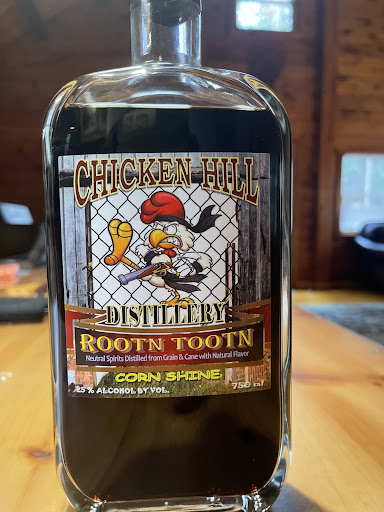 CHICKEN HILL
DISTILLERY
ROOTN TOOTN
Neutral Spirits Distilled from Grain & Cane with Natural Flavor
CORN SHINE
25 % ALCOHOL BY VOL.
750 ml